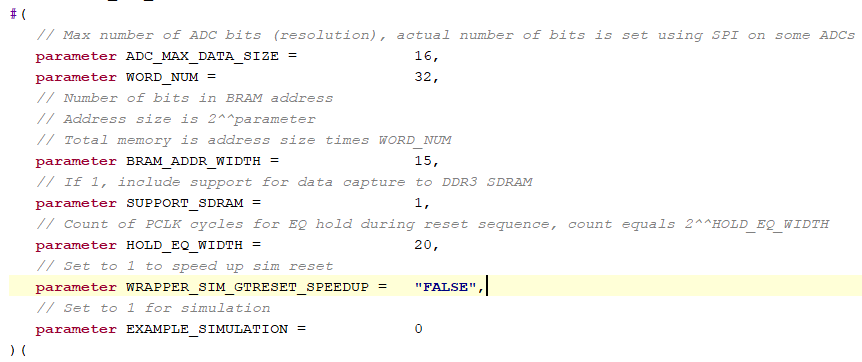 #(
// Max number of ADC bits (resolution), actual number of bits is set using SPI on some ADCs
parameter ADC_MAX_DATA_SIZE = 16,
parameter WORD_NUM = 32,
// Number of bits in BRAM address
// Address size is 2^^parameter
// Total memory is address size times WORD_NUM
parameter BRAM_ADDR_WIDTH = 15,
// If 1, include support for data capture to DDR3 SDRAM
parameter SUPPORT_SDRAM = 1,
// Count of PCLK cycles for EQ hold during reset sequence, count equals 2^^HOLD_EQ_WIDTH
parameter HOLD_EQ_WIDTH = 20,
// Set to 1 to speed up sim reset
parameter WRAPPER_SIM_GTRESET_SPEEDUP = "FALSE",
// Set to 1 for simulation
parameter EXAMPLE_SIMULATION = 0
)(